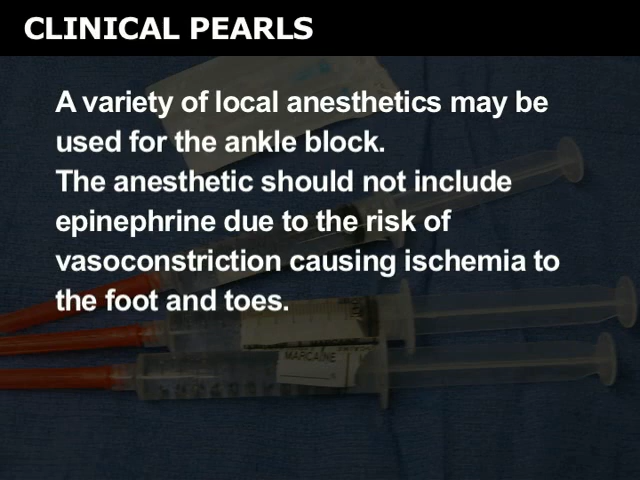 CLINICAL PEARLS
A variety of local anesthetics may be
used for the ankle block.
The anesthetic should not include
epinephrine due to the risk of
vasoconstriction causing ischemia to
the foot and toes.
MARCAINE